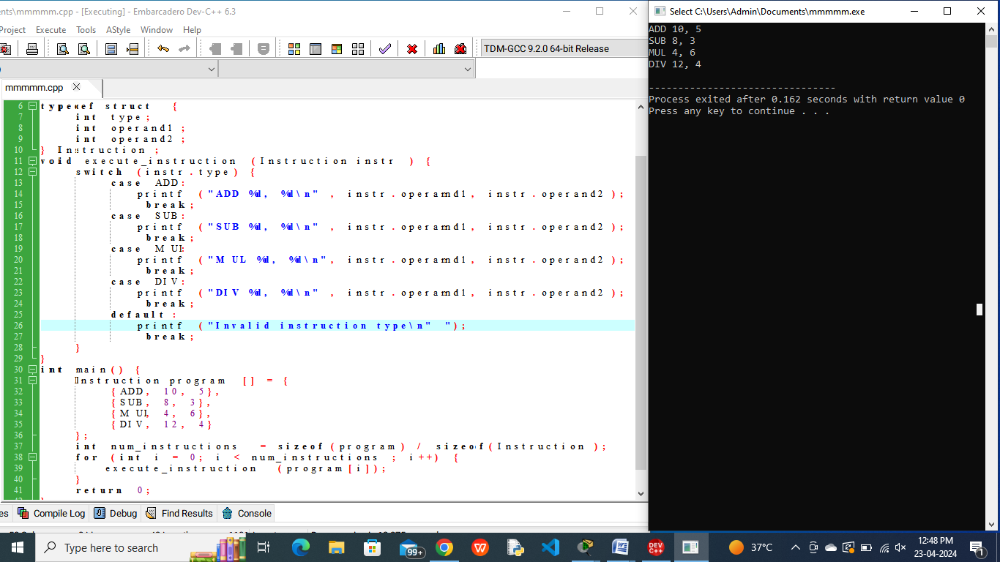 nts\mmmmm.cpp - [Executing] - Embarcadero Dev-C++ 6.3
Project Execute Tools AStyle Window Help
TDM-GCC 9.2.0 64-bit Release
mmmmm.cpp
6 typedef struct {
7 int type;
8 int operand1;
9 int operand2;
10 } Instruction;
11 void execute_instruction (Instruction instr) {
12 switch (instr.type) {
13 case ADD:
14 printf ("ADD %d, %d\n", instr.operand1, instr.operand2);
15 break;
16 case SUB:
17 printf ("SUB %d, %d\n", instr.operand1, instr.operand2);
18 break;
19 case MUL:
20 printf ("MUL %d, %d\n", instr.operand1, instr.operand2);
21 break;
22 case DIV:
23 printf ("DIV %d, %d\n", instr.operand1, instr.operand2);
24 break;
25 default:
26 printf ("Invalid instruction type\n" ");
27 break;
28 }
29 }
30 int main() {
31 Instruction program [] = {
32 {ADD, 10, 5},
33 {SUB, 8, 3},
34 {MUL, 4, 6},
35 {DIV, 12, 4}
36 };
37 int num_instructions = sizeof(program) / sizeof(Instruction);
38 for (int i = 0; i < num_instructions; i++) {
39 execute_instruction (program[i]);
40 }
41 return 0;
es Compile Log Debug Find Results Console
Select C:\Users\Admin\Documents\mmmmm.exe
ADD 10, 5
SUB 8, 3
MUL 4, 6
DIV 12, 4
--------------------------------
Process exited after 0.162 seconds with return value 0
Press any key to continue . . .
Type here to search
99+
DEV C++
37°C
12:48 PM
23-04-2024
1